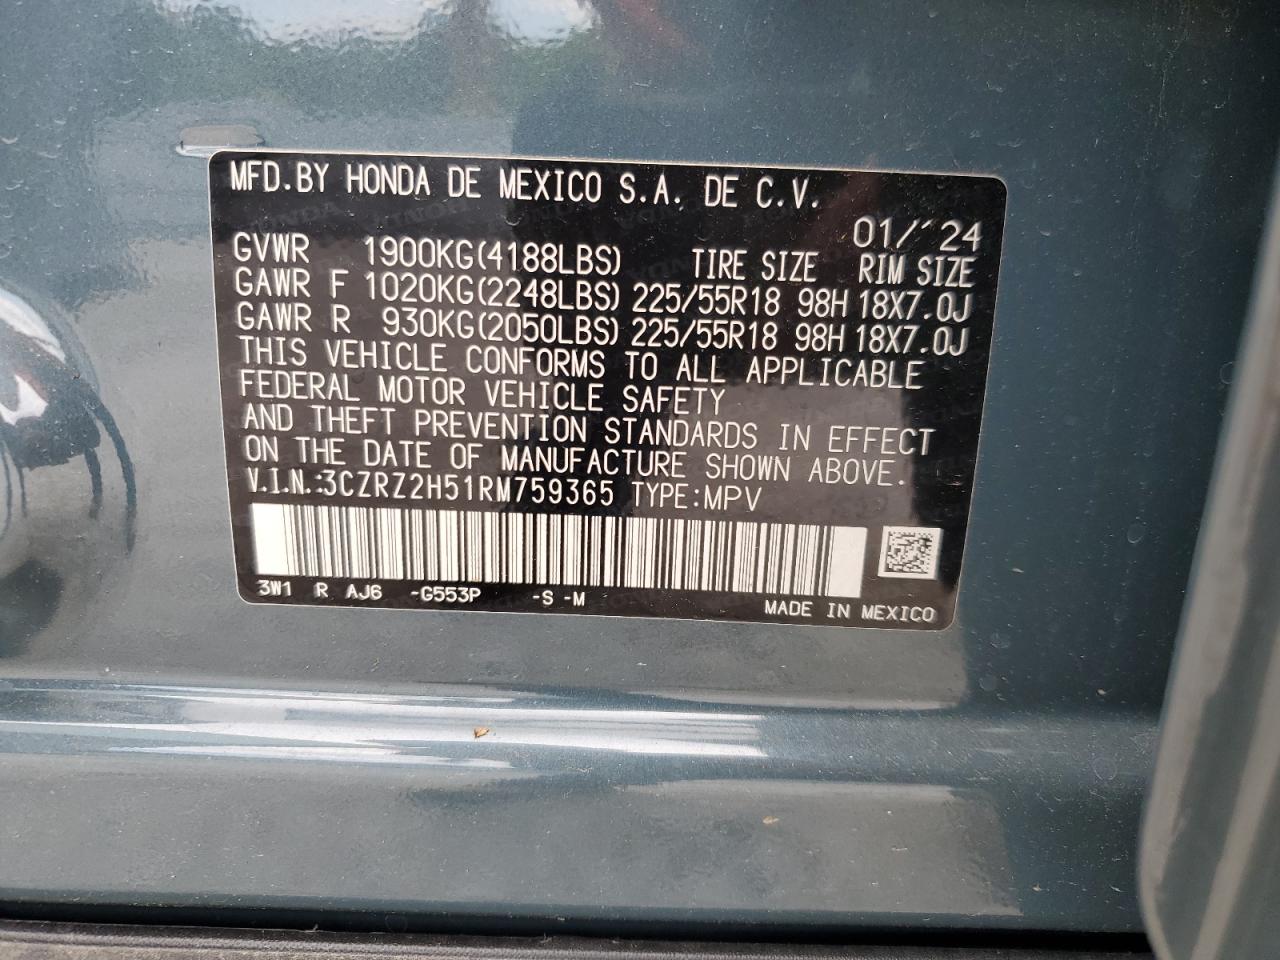 MFD.BY HONDA DE MEXICO S.A. DE C.V.
01/ '24
GVWR 1900KG(4188LBS) TIRE SIZE RIM SIZE
GAWR F 1020KG(2248LBS) 225/55R18 98H 18X7.0J
GAWR R 930KG(2050LBS) 225/55R18 98H 18X7.0J
THIS VEHICLE CONFORMS TO ALL APPLICABLE
FEDERAL MOTOR VEHICLE SAFETY
AND THEFT PREVENTION STANDARDS IN EFFECT
ON THE DATE OF MANUFACTURE SHOWN ABOVE.
V.I.N.:3CZRZ2H51RM759365 TYPE:MPV
3W1 R AJ6 -G553P -S -M
MADE IN MEXICO